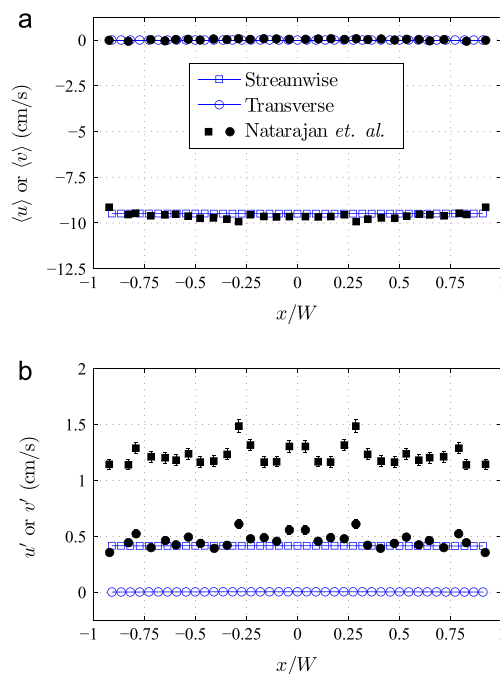 a
0
−2.5
−5
−7.5
−10
−12.5
⟨u⟩ or ⟨v⟩ (cm/s)
Streamwise
Transverse
Natarajan et. al.
−1 −0.75 −0.5 −0.25 0 0.25 0.5 0.75 1
x/W
b
2
1.5
1
0.5
0
u′ or v′ (cm/s)
−1 −0.75 −0.5 −0.25 0 0.25 0.5 0.75 1
x/W